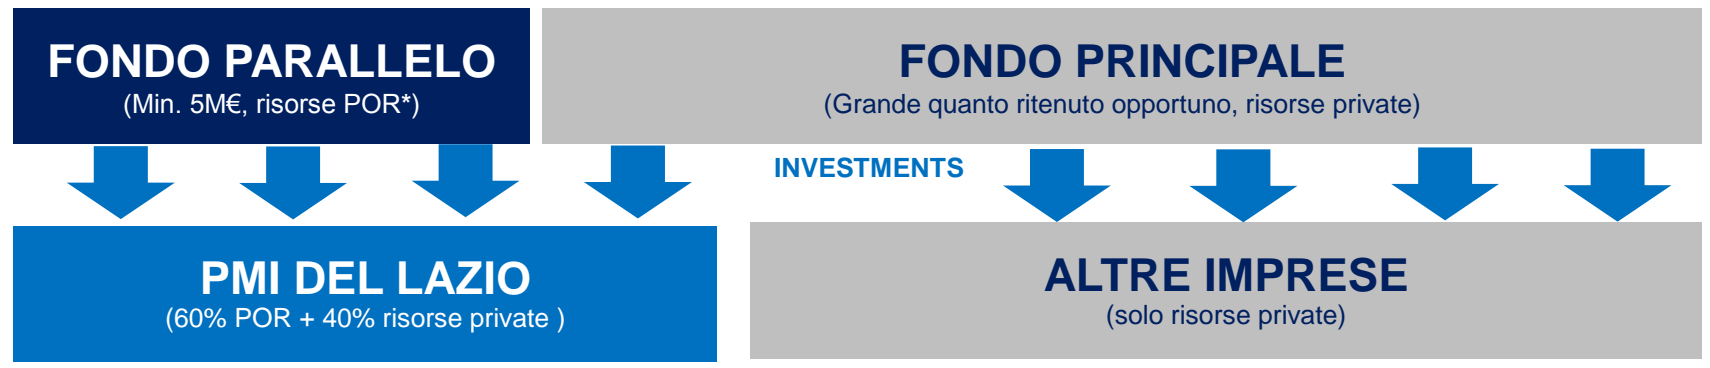 FONDO PARALLELO
(Min. 5M€, risorse POR*)
FONDO PRINCIPALE
(Grande quanto ritenuto opportuno, risorse private)
INVESTMENTS
PMI DEL LAZIO
(60% POR + 40% risorse private )
ALTRE IMPRESE
(solo risorse private)